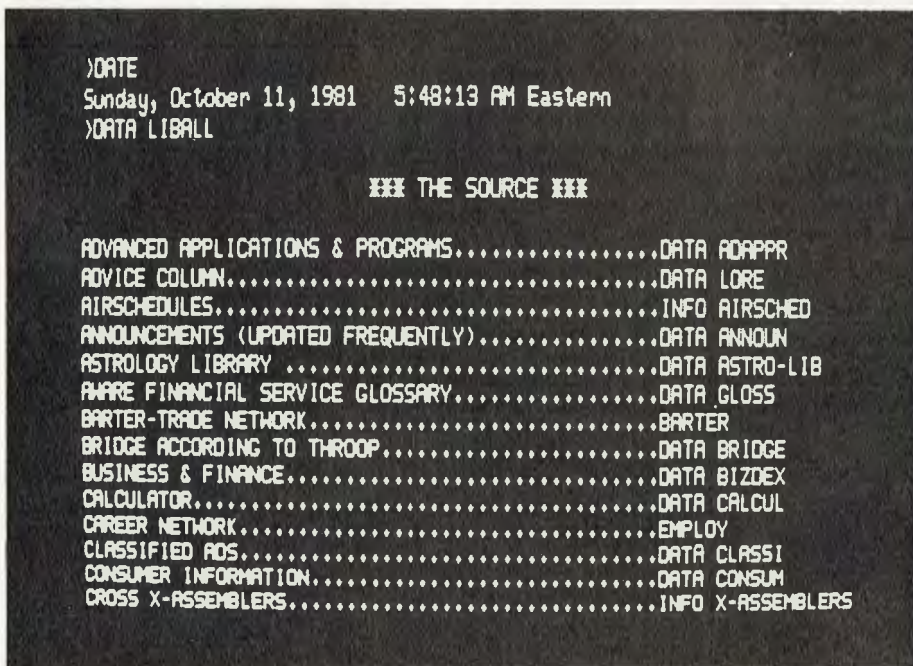 >DATE
Sunday, October 11, 1981 5:48:13 AM Eastern
>DATA LIBALL
*** THE SOURCE ***
ADVANCED APPLICATIONS & PROGRAMS.................DATA ADAPPR
ADVICE COLUMN....................................DATA LORE
AIRSCHEDULES.....................................INFO AIRSCHED
ANNOUNCEMENTS (UPDATED FREQUENTLY)...............DATA ANNOUN
ASTROLOGY LIBRARY ...............................DATA ASTRO-LIB
AWARE FINANCIAL SERVICE GLOSSARY.................DATA GLOSS
BARTER-TRADE NETWORK.............................BARTER
BRIDGE ACCORDING TO THROOP.......................DATA BRIDGE
BUSINESS & FINANCE...............................DATA BIZDEX
CALCULATOR.......................................DATA CALCUL
CAREER NETWORK...................................EMPLOY
CLASSIFIED ADS...................................DATA CLASSI
CONSUMER INFORMATION.............................DATA CONSUM
CROSS X-ASSEMBLERS...............................INFO X-ASSEMBLERS